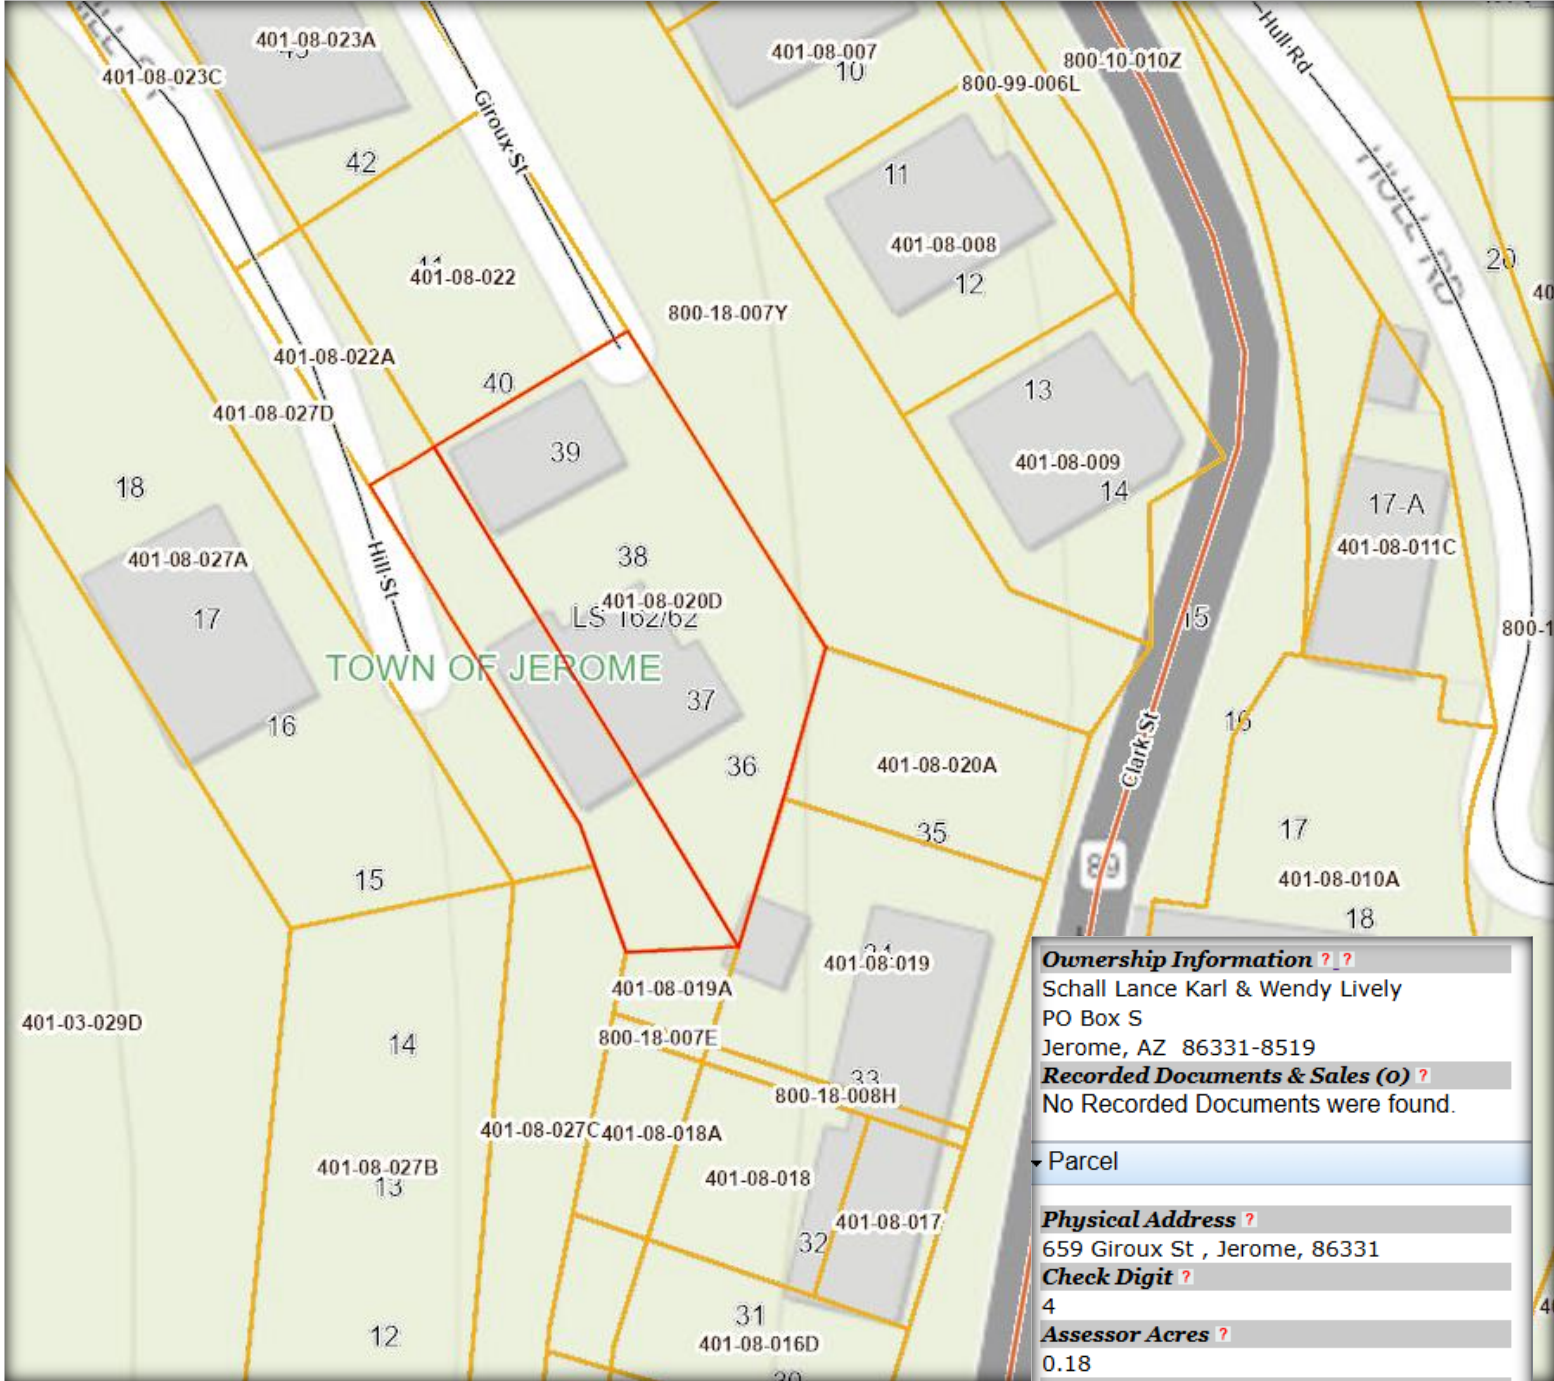 401-08-023A
401-08-023C
42
Giroux St
401-08-007
10
800-10-010Z
800-99-006L
Hull Rd
HULL RD
11
401-08-008
12
20
401-08-022
800-18-007Y
401-08-022A
40
401-08-027D
13
401-08-009
14
39
18
17-A
401-08-011C
401-08-027A
17
Hill St
38
401-08-020D
LS 162/62
15
800-1
TOWN OF JEROME
37
16
36
401-08-020A
Clark St
16
35
17
15
89
401-08-010A
18
401-08-019
401-08-019A
401-03-029D
14
800-18-007E
33
800-18-008H
401-08-027C
401-08-018A
401-08-027B
13
401-08-018
401-08-017
32
31
401-08-016D
12
30
Ownership Information ? ?
Schall Lance Karl & Wendy Lively
PO Box S
Jerome, AZ 86331-8519
Recorded Documents & Sales (0) ?
No Recorded Documents were found.
Parcel
Physical Address ?
659 Giroux St , Jerome, 86331
Check Digit ?
4
Assessor Acres ?
0.18